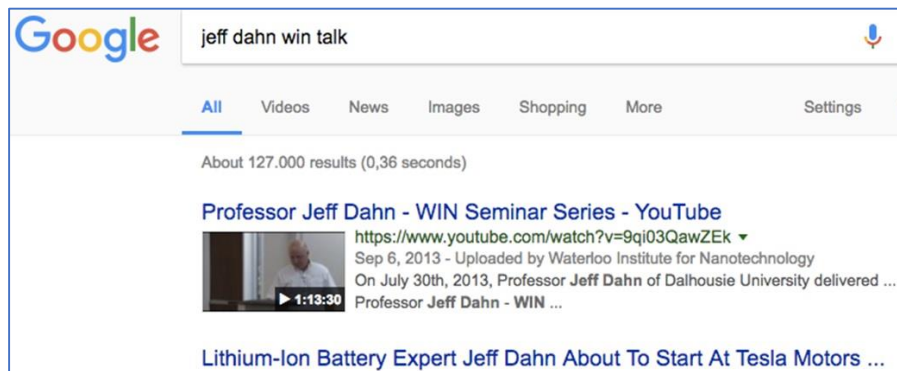 Google
jeff dahn win talk
All Videos News Images Shopping More Settings
About 127.000 results (0,36 seconds)
Professor Jeff Dahn - WIN Seminar Series - YouTube
https://www.youtube.com/watch?v=9qi03QawZEk
Sep 6, 2013 - Uploaded by Waterloo Institute for Nanotechnology
On July 30th, 2013, Professor Jeff Dahn of Dalhousie University delivered ...
Professor Jeff Dahn - WIN ...
1:13:30
Lithium-Ion Battery Expert Jeff Dahn About To Start At Tesla Motors ...